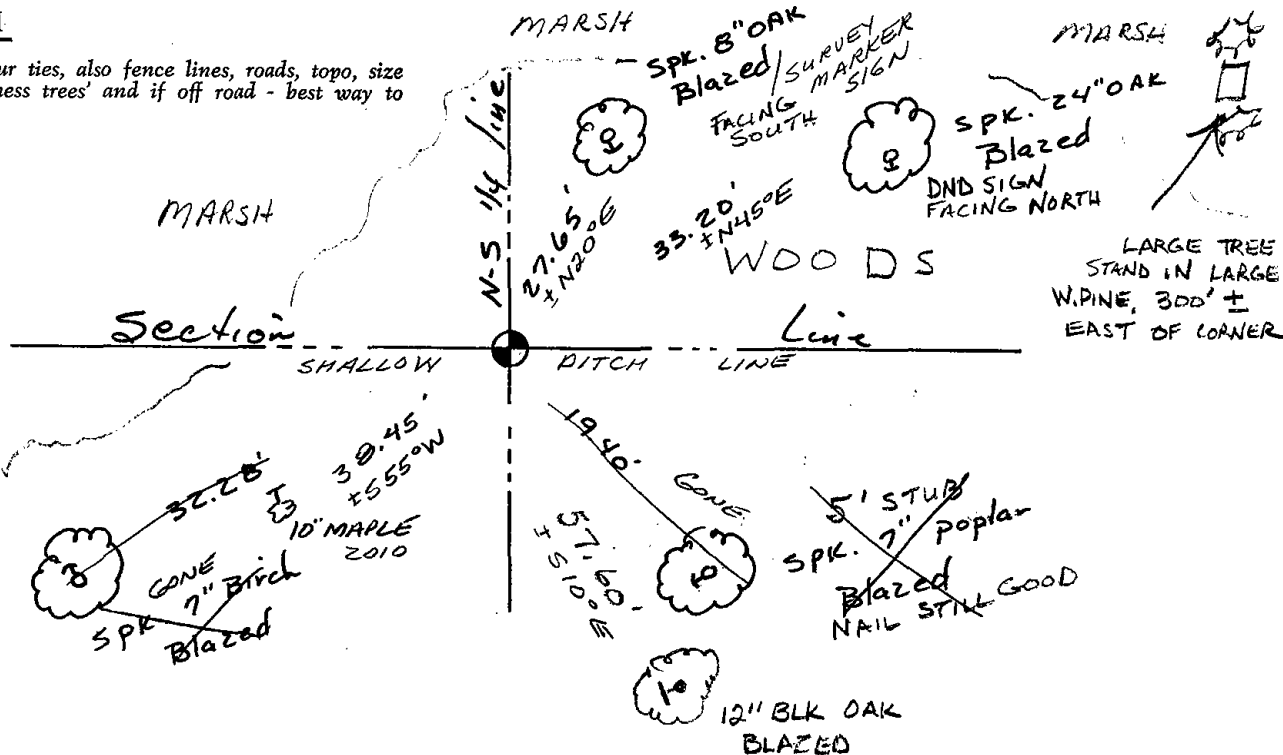 ur ties, also fence lines, roads, topo, size
ness trees' and if off road - best way to
MARSH
MARSH
Spk. 8" OAK
Blazed / SURVEY MARKER SIGN
FACING SOUTH
MARSH
Spk. 24" OAK
Blazed
DND SIGN
FACING NORTH
N-S 1/4 line
27.65'
± N20°E
33.20'
± N45°E
WOODS
LARGE TREE
STAND IN LARGE
W.PINE, 300' ±
EAST OF CORNER
Section Line
SHALLOW DITCH LINE
32.28'
38.45'
± S55°W
10" MAPLE
2010
GONE
7" Birch
Spk
Blazed
19.40'
GONE
57.60'
± S10°E
5' STUB
Spk. 7" poplar
Blazed
NAIL STILL GOOD
12" BLK OAK
BLAZED